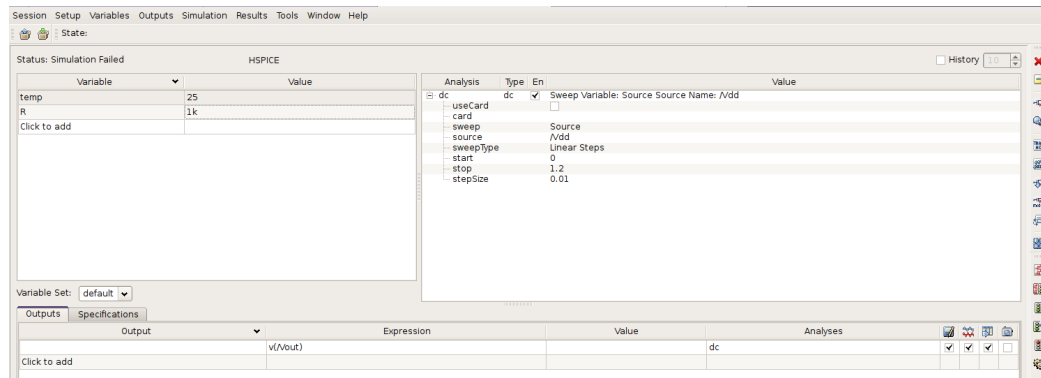 Session Setup Variables Outputs Simulation Results Tools Window Help
State:
Status: Simulation Failed HSPICE History 10
Variable Value
temp 25
R 1k
Click to add
Analysis Type En Value
dc dc Sweep Variable: Source Source Name: /Vdd
useCard
card
sweep Source
source /Vdd
sweepType Linear Steps
start 0
stop 1.2
stepSize 0.01
Variable Set: default
Outputs Specifications
Output Expression Value Analyses
v(/Vout) dc
Click to add